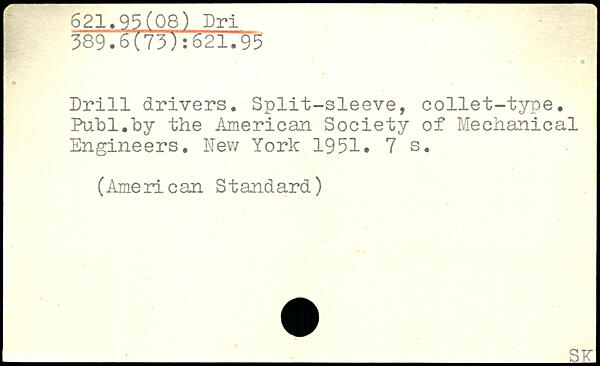 621.95(08) Dri
389.6(73):621.95
Drill drivers. Split-sleeve, collet-type.
Publ.by the American Society of Mechanical
Engineers. New York 1951. 7 s.
(American Standard)
SK